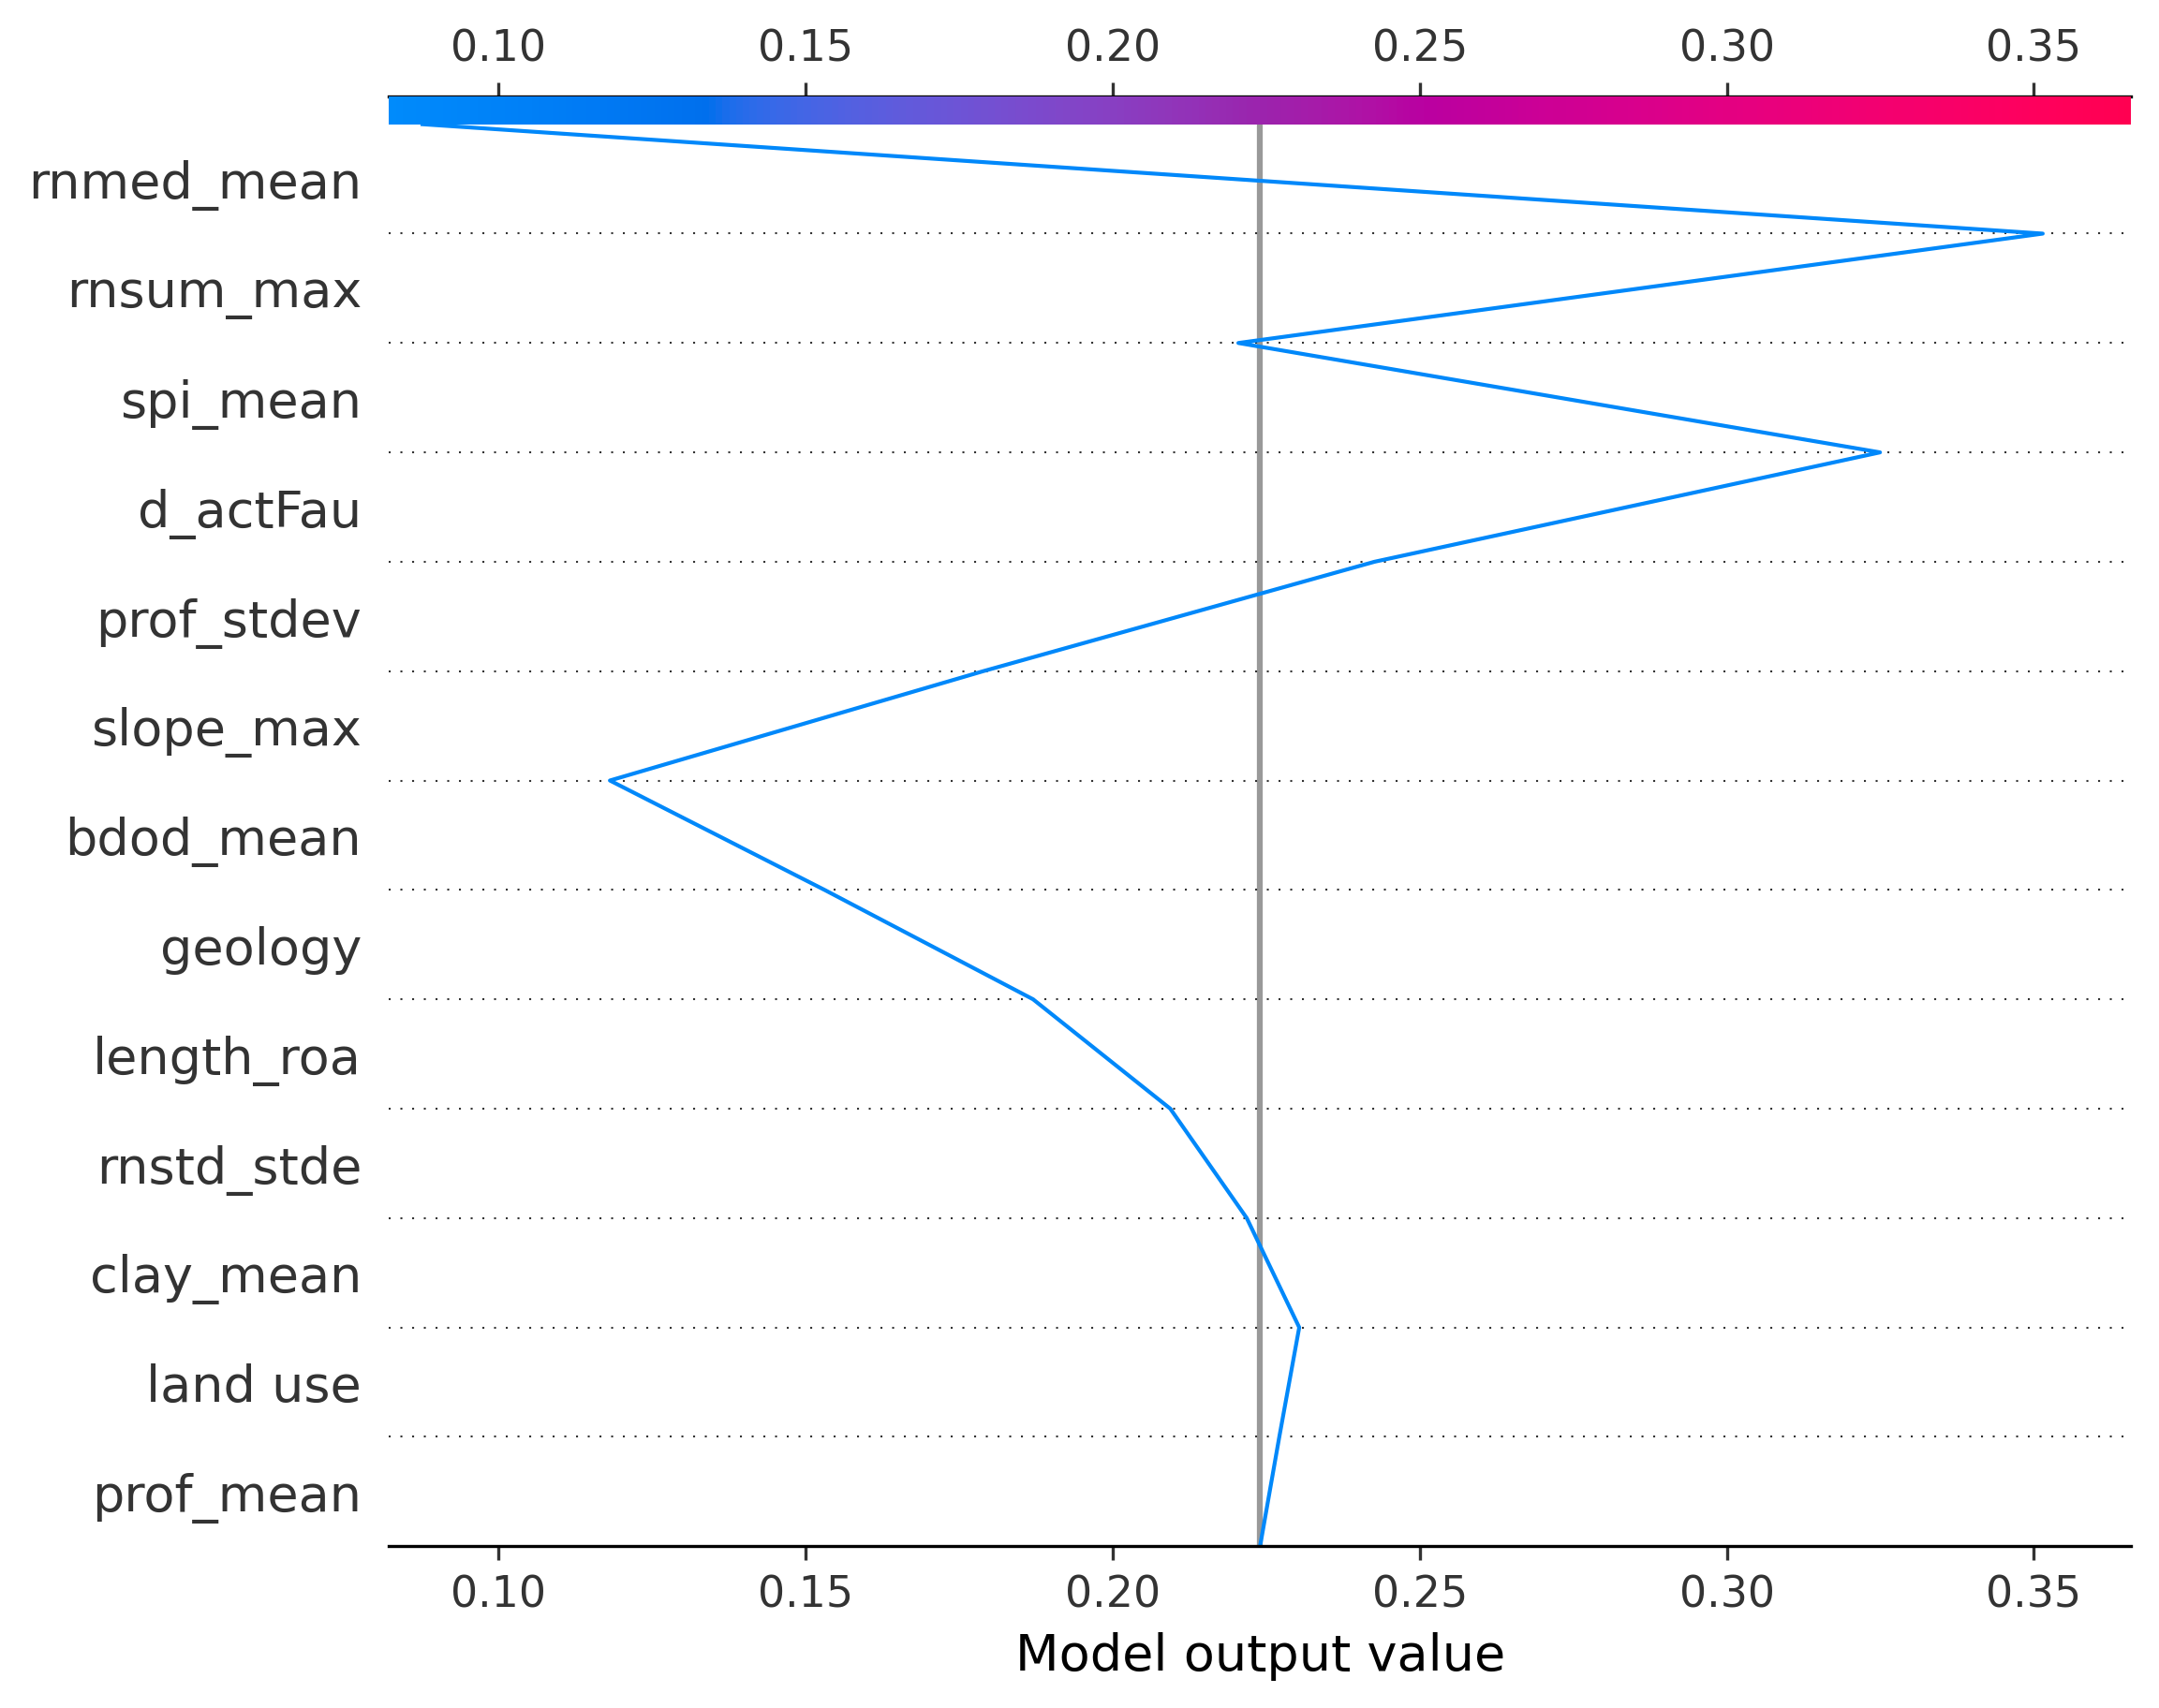 0.10 0.15 0.20 0.25 0.30 0.35
rnmed_mean
rnsum_max
spi_mean
d_actFau
prof_stdev
slope_max
bdod_mean
geology
length_roa
rnstd_stde
clay_mean
land use
prof_mean
0.10 0.15 0.20 0.25 0.30 0.35
Model output value